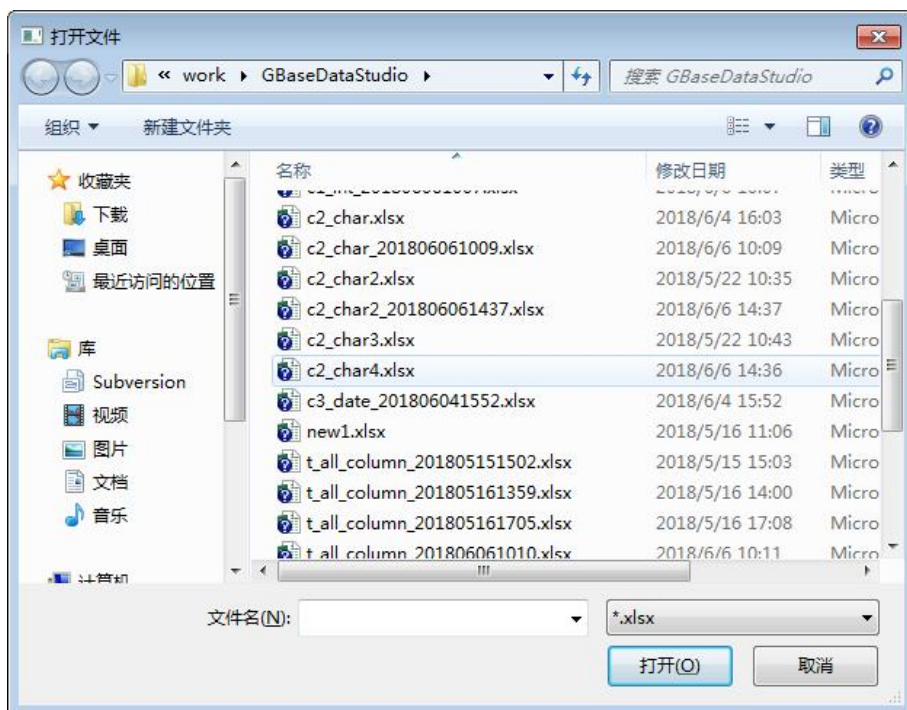 打开文件
« work ▸ GBaseDataStudio ▸
搜索 GBaseDataStudio
组织 ▼ 新建文件夹
收藏夹
下载
桌面
最近访问的位置
库
Subversion
视频
图片
文档
音乐
计算机
名称 修改日期 类型
c2_char.xlsx 2018/6/4 16:03 Micro
c2_char_201806061009.xlsx 2018/6/6 10:09 Micro
c2_char2.xlsx 2018/5/22 10:35 Micro
c2_char2_201806061437.xlsx 2018/6/6 14:37 Micro
c2_char3.xlsx 2018/5/22 10:43 Micro
c2_char4.xlsx 2018/6/6 14:36 Micro
c3_date_201806041552.xlsx 2018/6/4 15:52 Micro
new1.xlsx 2018/5/16 11:06 Micro
t_all_column_201805151502.xlsx 2018/5/15 15:03 Micro
t_all_column_201805161359.xlsx 2018/5/16 14:00 Micro
t_all_column_201805161705.xlsx 2018/5/16 17:08 Micro
t_all_column_201806061010.xlsx 2018/6/6 10:11 Micro
文件名(N):
*.xlsx
打开(O) 取消